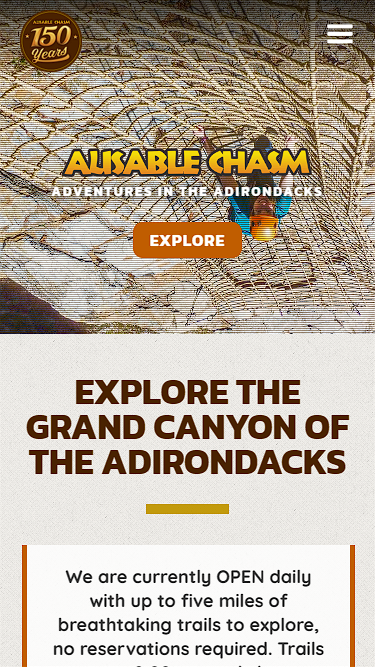 AUSABLE CHASM
150
Years
AUSABLE CHASM
ADVENTURES IN THE ADIRONDACKS
EXPLORE
EXPLORE THE
GRAND CANYON OF
THE ADIRONDACKS
We are currently OPEN daily
with up to five miles of
breathtaking trails to explore,
no reservations required. Trails